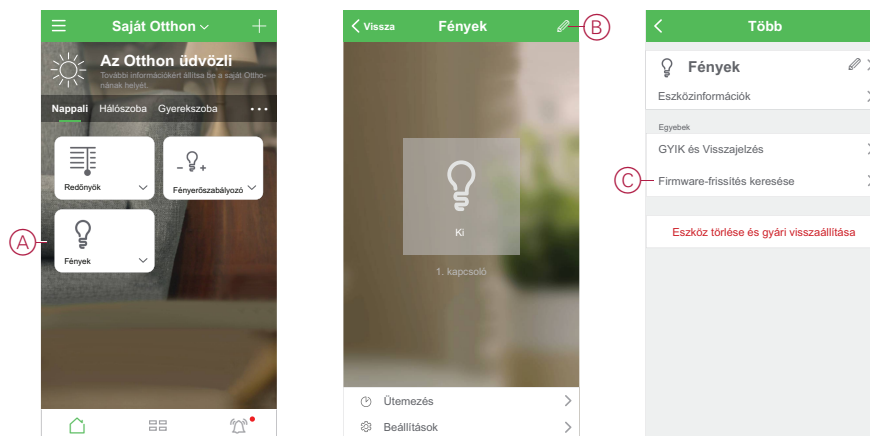 Saját Otthon
Az Otthon üdvözli
További információkért állítsa be a saját Ottho-
nának helyét.
Nappali Hálószoba Gyerekszoba
Redőnyök
Fényerőszabályozó
Fények
A
Vissza Fények
B
Ki
1. kapcsoló
Ütemezés
Beállítások
Több
Fények
Eszközinformációk
Egyebek
GYIK és Visszajelzés
C
Firmware-frissítés keresése
Eszköz törlése és gyári visszaállítása